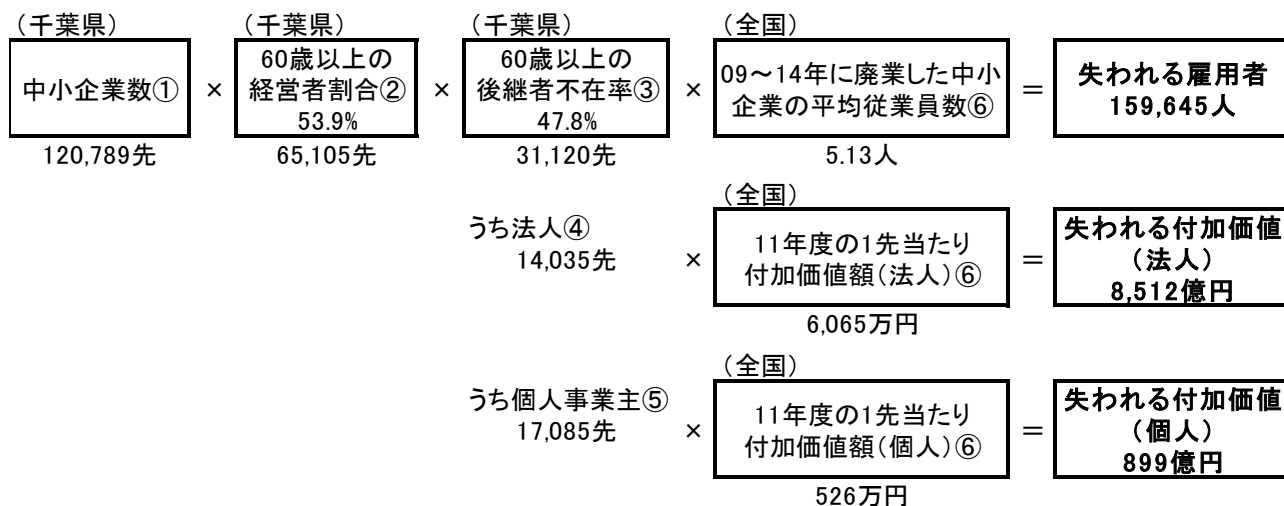 （千葉県）　（千葉県）　（千葉県）　（全国）
中小企業数① × 60歳以上の経営者割合② 53.9% × 60歳以上の後継者不在率③ 47.8% × 09～14年に廃業した中小企業の平均従業員数⑥ ＝ 失われる雇用者 159,645人
120,789先　65,105先　31,120先　5.13人
（全国）
うち法人④ 14,035先 × 11年度の1先当たり付加価値額（法人）⑥ ＝ 失われる付加価値（法人） 8,512億円
6,065万円
（全国）
うち個人事業主⑤ 17,085先 × 11年度の1先当たり付加価値額（個人）⑥ ＝ 失われる付加価値（個人） 899億円
526万円